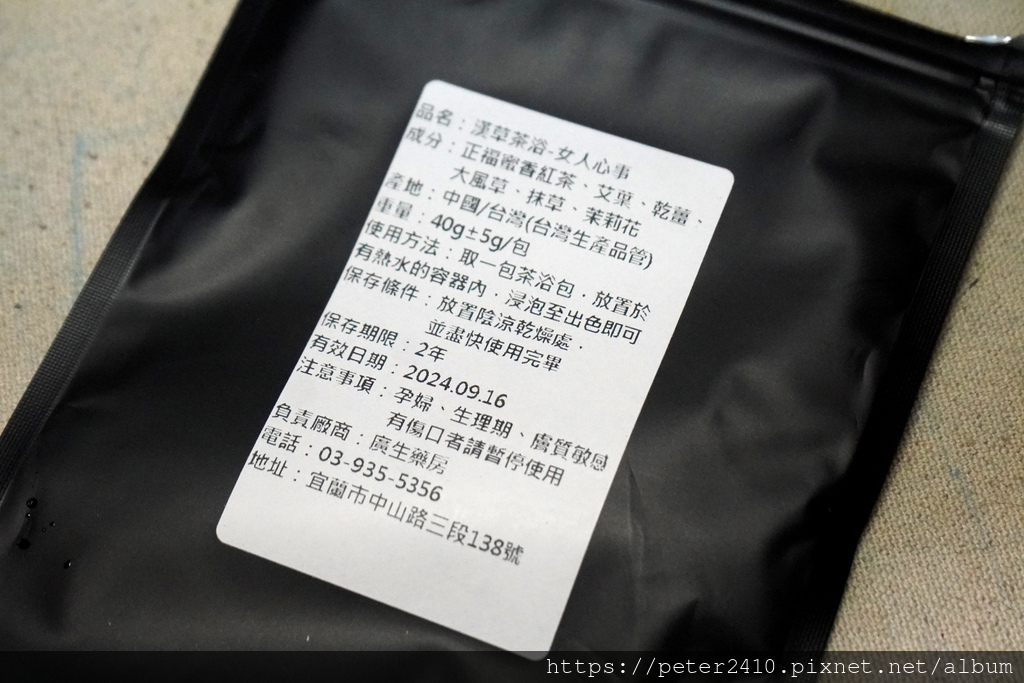 品名：漢草茶浴-女人心事
成分：正福蜜香紅茶、艾葉、乾薑、
大風草、抹草、茉莉花
產地：中國/台灣(台灣生產品管)
重量：40g±5g/包
使用方法：取一包茶浴包，放置於
有熱水的容器內，浸泡至出色即可
保存條件：放置陰涼乾燥處，
並盡快使用完畢
保存期限：2年
有效日期：2024.09.16
注意事項：孕婦、生理期、膚質敏感
有傷口者請暫停使用
負責廠商：廣生藥房
電話：03-935-5356
地址：宜蘭市中山路三段138號
https://peter2410.pixnet.net/album